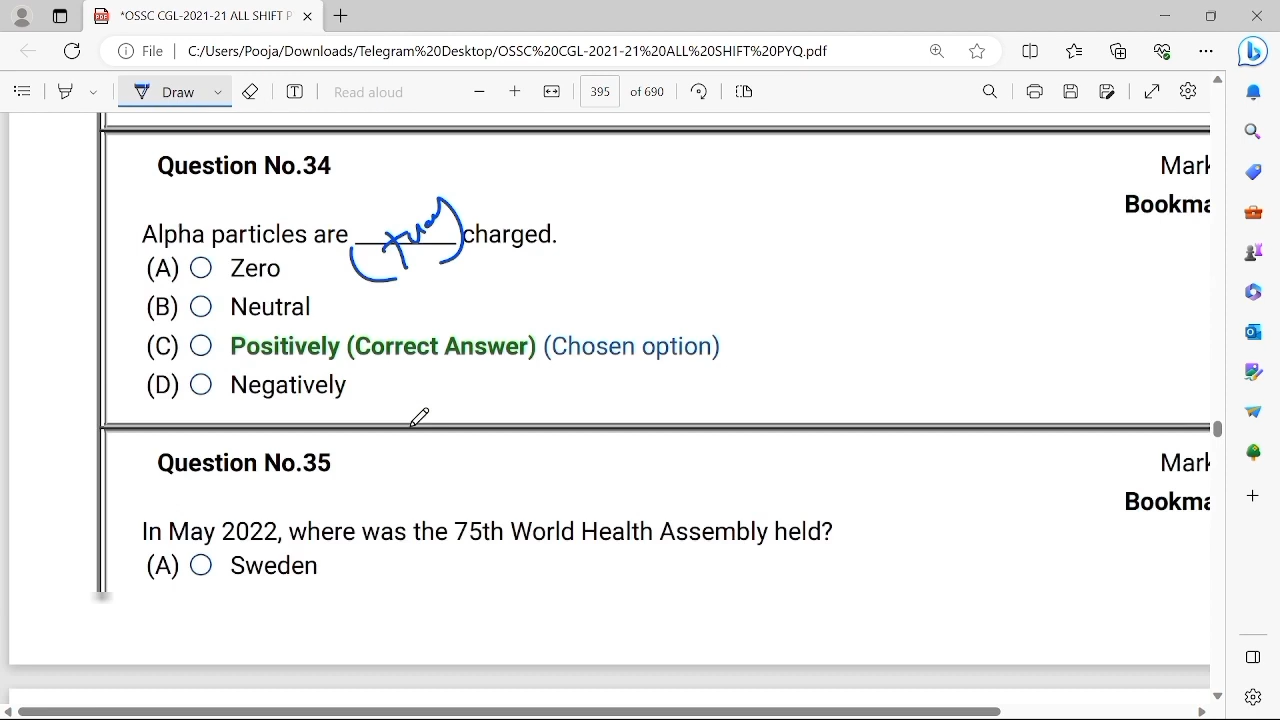 *OSSC CGL-2021-21 ALL SHIFT P
File
C:/Users/Pooja/Downloads/Telegram%20Desktop/OSSC%20CGL-2021-21%20ALL%20SHIFT%20PYQ.pdf
Draw
Read aloud
395 of 690
Question No.34
Mark
Bookma
Alpha particles are ________ charged.
(A) Zero
(B) Neutral
(C) Positively (Correct Answer) (Chosen option)
(D) Negatively
Question No.35
Mark
Bookma
In May 2022, where was the 75th World Health Assembly held?
(A) Sweden